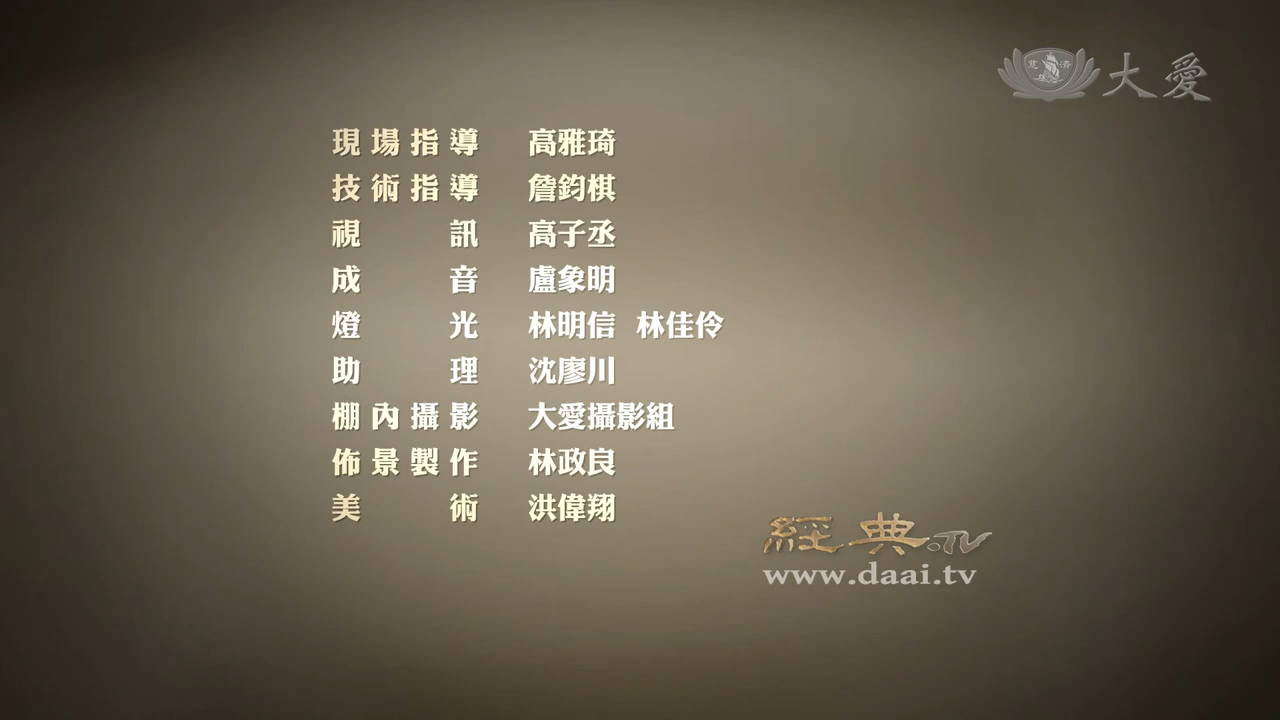 慈濟
大愛
現場指導 高雅琦
技術指導 詹鈞棋
視訊 高子丞
成音 盧象明
燈光 林明信 林佳伶
助理 沈廖川
棚內攝影 大愛攝影組
佈景製作 林政良
美術 洪偉翔
經典.TV
www.daai.tv